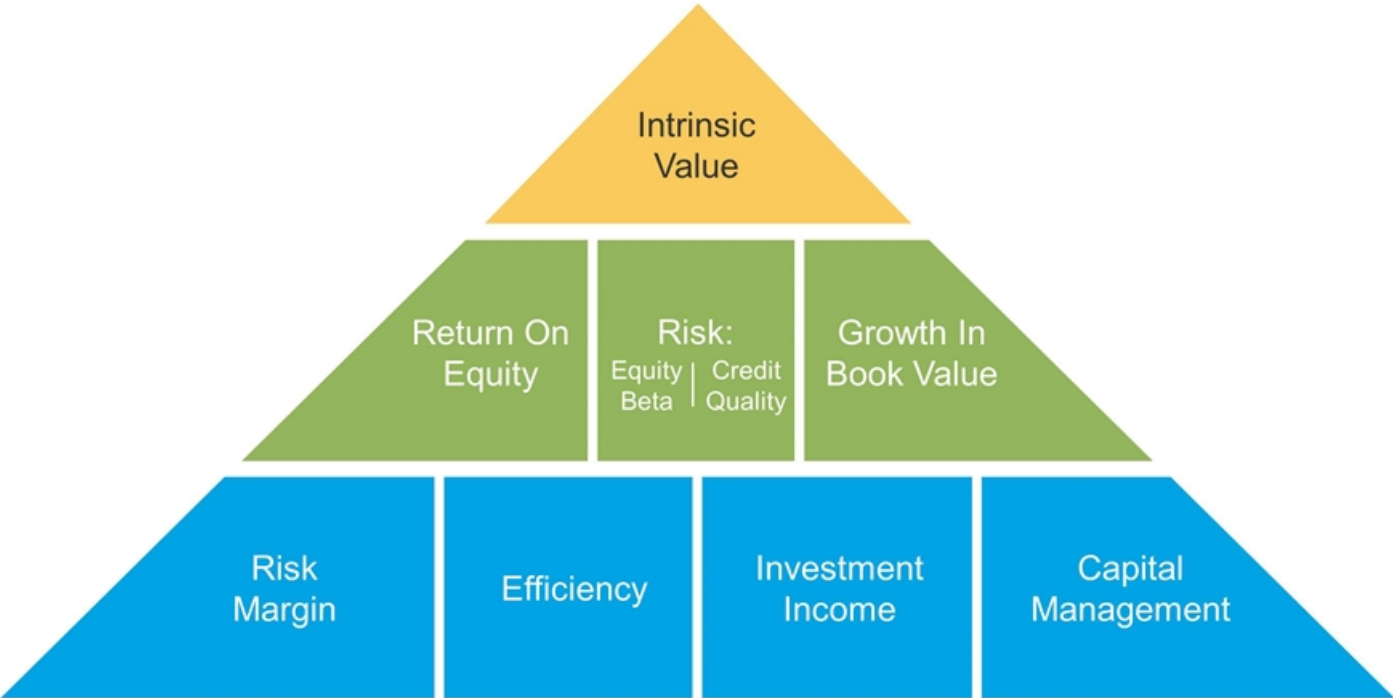 Intrinsic
Value
Return On
Equity
Risk:
Equity | Credit
Beta | Quality
Growth In
Book Value
Risk
Margin
Efficiency
Investment
Income
Capital
Management